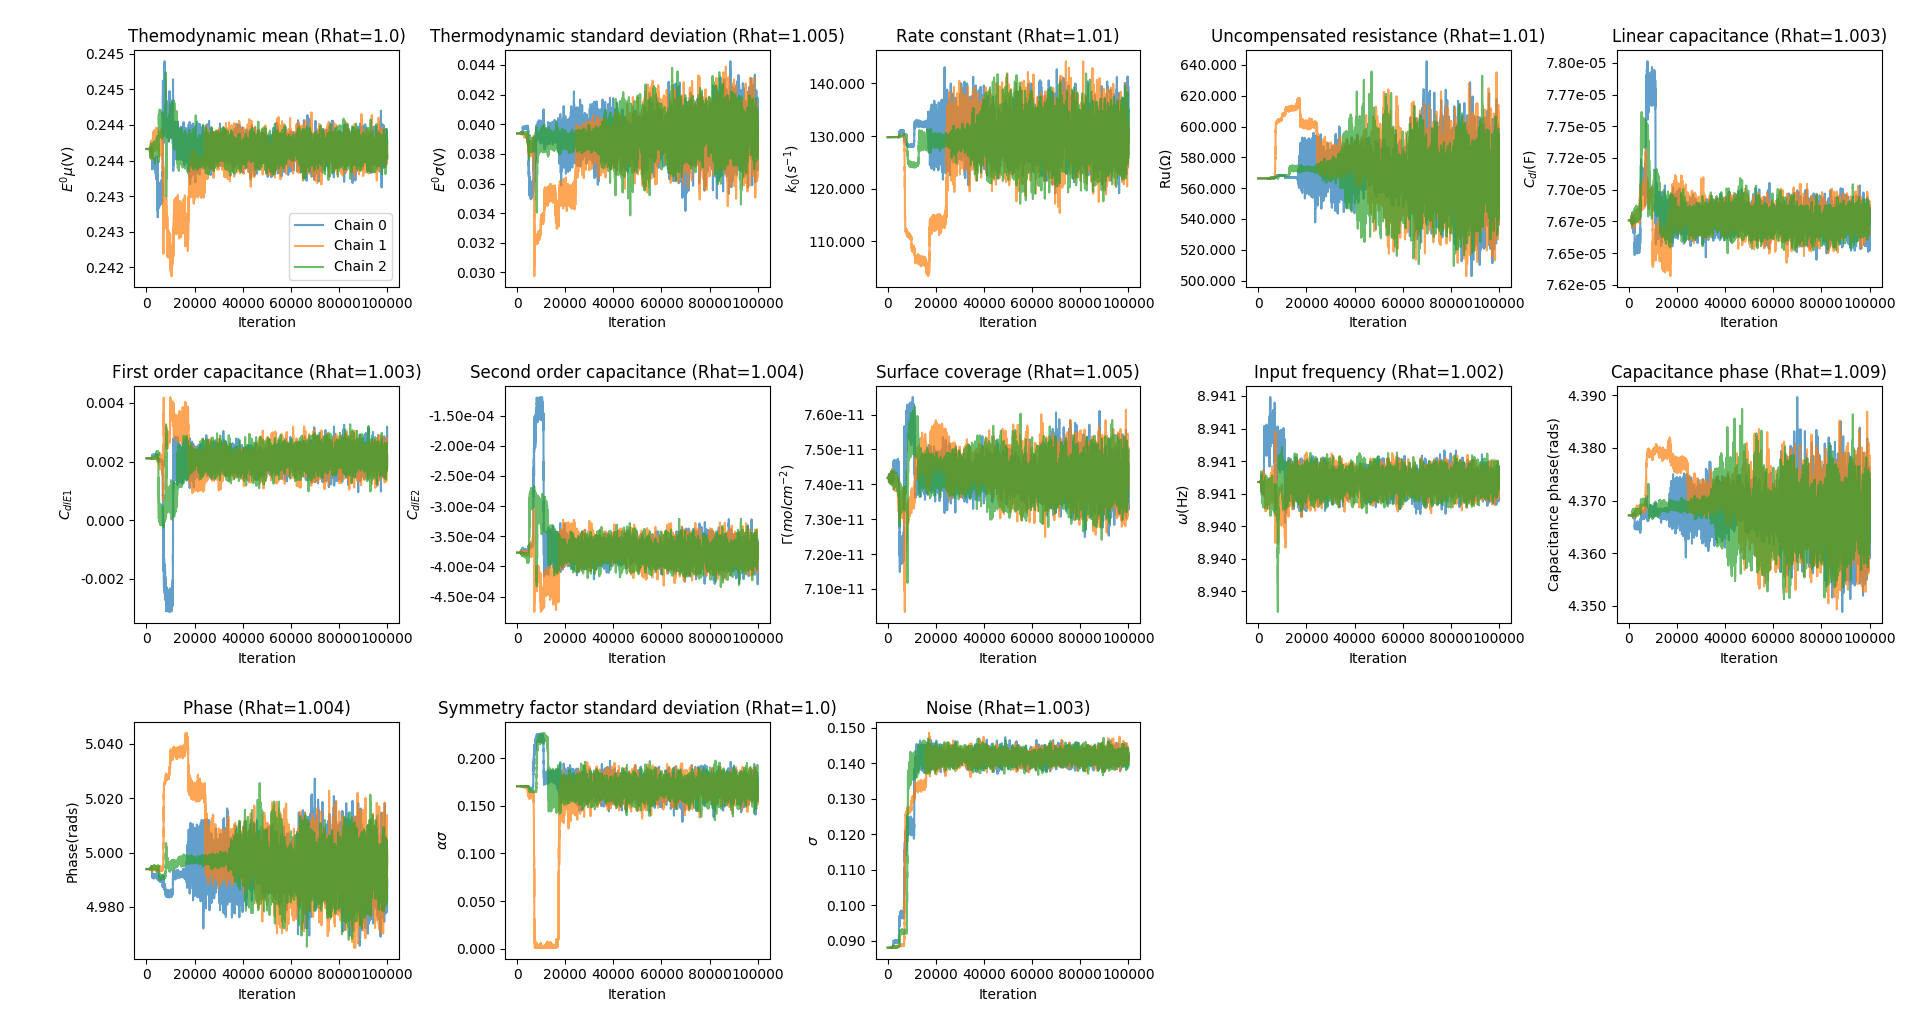 Themodynamic mean (Rhat=1.0)
0.245
0.245
0.244
0.244
0.243
0.243
0.242
E⁰μ(V)
Chain 0
Chain 1
Chain 2
0 20000 40000 60000 80000 100000
Iteration
Thermodynamic standard deviation (Rhat=1.005)
0.044
0.042
0.040
0.038
0.036
0.034
0.032
0.030
E⁰σ(V)
0 20000 40000 60000 80000 100000
Iteration
Rate constant (Rhat=1.01)
140.000
130.000
120.000
110.000
k₀(s⁻¹)
0 20000 40000 60000 80000 100000
Iteration
Uncompensated resistance (Rhat=1.01)
640.000
620.000
600.000
580.000
560.000
540.000
520.000
500.000
Ru(Ω)
0 20000 40000 60000 80000 100000
Iteration
Linear capacitance (Rhat=1.003)
7.80e-05
7.77e-05
7.75e-05
7.72e-05
7.70e-05
7.67e-05
7.65e-05
7.62e-05
C_dl(F)
0 20000 40000 60000 80000 100000
Iteration
First order capacitance (Rhat=1.003)
0.004
0.002
0.000
-0.002
C_dlE1
0 20000 40000 60000 80000 100000
Iteration
Second order capacitance (Rhat=1.004)
-1.50e-04
-2.00e-04
-2.50e-04
-3.00e-04
-3.50e-04
-4.00e-04
-4.50e-04
C_dlE2
0 20000 40000 60000 80000 100000
Iteration
Surface coverage (Rhat=1.005)
7.60e-11
7.50e-11
7.40e-11
7.30e-11
7.20e-11
7.10e-11
Γ(molcm⁻²)
0 20000 40000 60000 80000 100000
Iteration
Input frequency (Rhat=1.002)
8.941
8.941
8.941
8.941
8.940
8.940
8.940
ω(Hz)
0 20000 40000 60000 80000 100000
Iteration
Capacitance phase (Rhat=1.009)
4.390
4.380
4.370
4.360
4.350
Capacitance phase(rads)
0 20000 40000 60000 80000 100000
Iteration
Phase (Rhat=1.004)
5.040
5.020
5.000
4.980
Phase(rads)
0 20000 40000 60000 80000 100000
Iteration
Symmetry factor standard deviation (Rhat=1.0)
0.200
0.150
0.100
0.050
0.000
ασ
0 20000 40000 60000 80000 100000
Iteration
Noise (Rhat=1.003)
0.150
0.140
0.130
0.120
0.110
0.100
0.090
σ
0 20000 40000 60000 80000 100000
Iteration